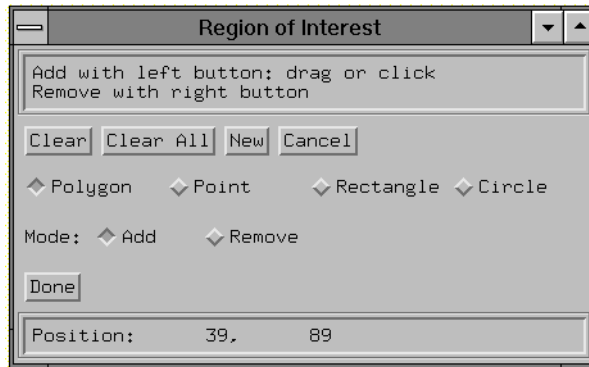 Region of Interest
Add with left button: drag or click
Remove with right button
Clear Clear All New Cancel
Polygon Point Rectangle Circle
Mode: Add Remove
Done
Position: 39, 89